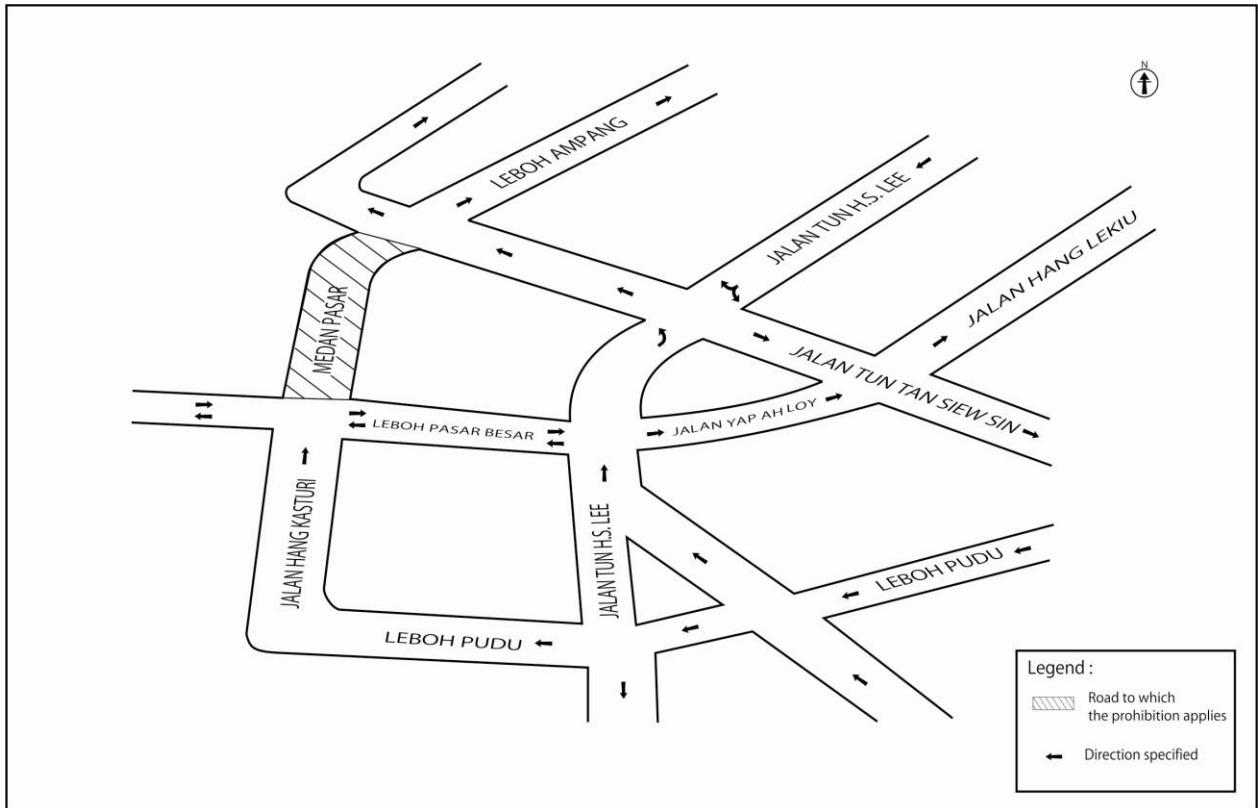 N
LEBOH AMPANG
JALAN TUN H.S. LEE
JALAN HANG LEKIU
MEDAN PASAR
JALAN TUN TAN SIEW SIN
LEBOH PASAR BESAR
JALAN YAP AH LOY
JALAN HANG KASTURI
JALAN TUN H.S. LEE
LEBOH PUDU
LEBOH PUDU
Legend :
Road to which
the prohibition applies
Direction specified